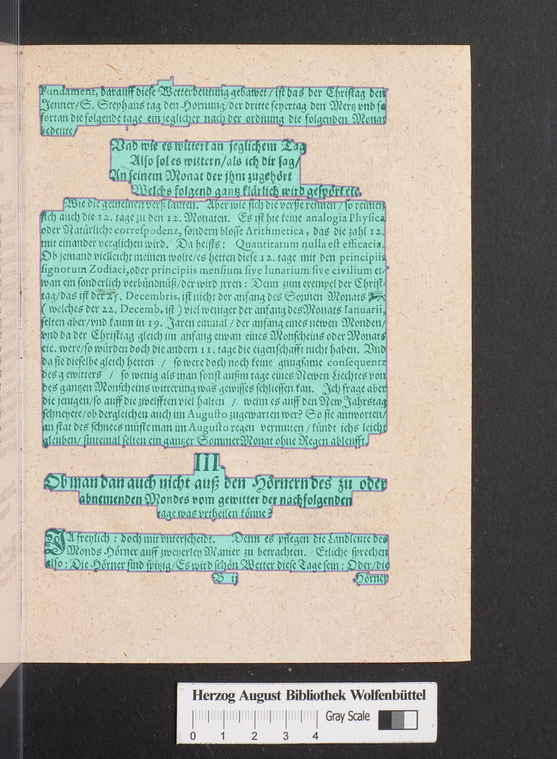 Fundament, darauff diese Wetterdeutung gebawet / ist das der Christag den
Jenner / S. Stephans tag den Hornung / der dritte feyertag den Mertz vnd so
fortan die folgende tage ein jeglicher nach der ordnung die folgenden Monat
bedeute.
Vnd wie es wittert an jeglichem Tag
Also sol es wittern / als ich dir sag /
An seinem Monat der jhm zugehört
Welchs folgend gantz klärlich wird gespört etc.
Wie die gemeinen verß lauten. Aber wie sich die verße reimen / so reimen
sich auch die 12. tage zu den 12. Monaten. Es ist hie keine analogia Physica
oder Natürliche correspodenz, sondern blosse Arithmetica, das die zahl 12.
mit einander verglichen wird. Da heists: Quantitatum nulla est efficacia.
Ob jemand vielleicht meinen wolte / es hetten diese 12. tage mit den principiis
signorum Zodiaci, oder principiis mensium sive lunarium sive civilium et-
wan ein sonderlich verbündnüß / der wird jrren: Denn zum exempel der Christ-
tag / das ist der 25. Decembris, ist nicht der anfang des Sonnen Monats
( welches der 22. Decemb. ist ) viel weniger der anfang des Monats Ianuarii,
selten aber / vnd kaum in 19. Jaren einmal / der anfang eines newen Monden /
vnd da der Christtag gleich im anfang etwan eines Monscheins oder Monats
etc. were / so würden doch die andern 11. tage die eigenschafft nicht haben. Vnd
da sie dieselbe gleich hetten / so were doch noch keine gnugsame consequentz
des gewitters / so wenig als man sonst außm tage eines Newen Liechtes von
des gantzen Monscheins witterung was gewisses schliessen kan. Ich frage aber
die jenigen / so auff die zwelfften viel halten / wenn es auff den New Jahrstag
schneyete / ob dergleichen auch im Augusto zugewarten wer? So sie antworten /
an stat des schnees müste man im Augusto regen vermuten / künde ichs leicht
gleuben / sintemal selten ein gantzer Sommer Monat ohne Regen ableufft.
III.
Ob man dan auch nicht auß den Hörnern des zu oder
abnemenden Mondes vom gewitter der nachfolgenden
tage was vrtheilen könne?
JA freylich: doch mit vnterscheidt. Denn es pflegen die Landleute des
Monds Hörner auff zweyerley Manier zu betrachten. Etliche sprechen
also: Die Hörner sind spitzig / Es wird schön Wetter diese Tage sein: Oder / die
B ij
Hörner
Herzog August Bibliothek Wolfenbüttel
0 1 2 3 4
Gray Scale